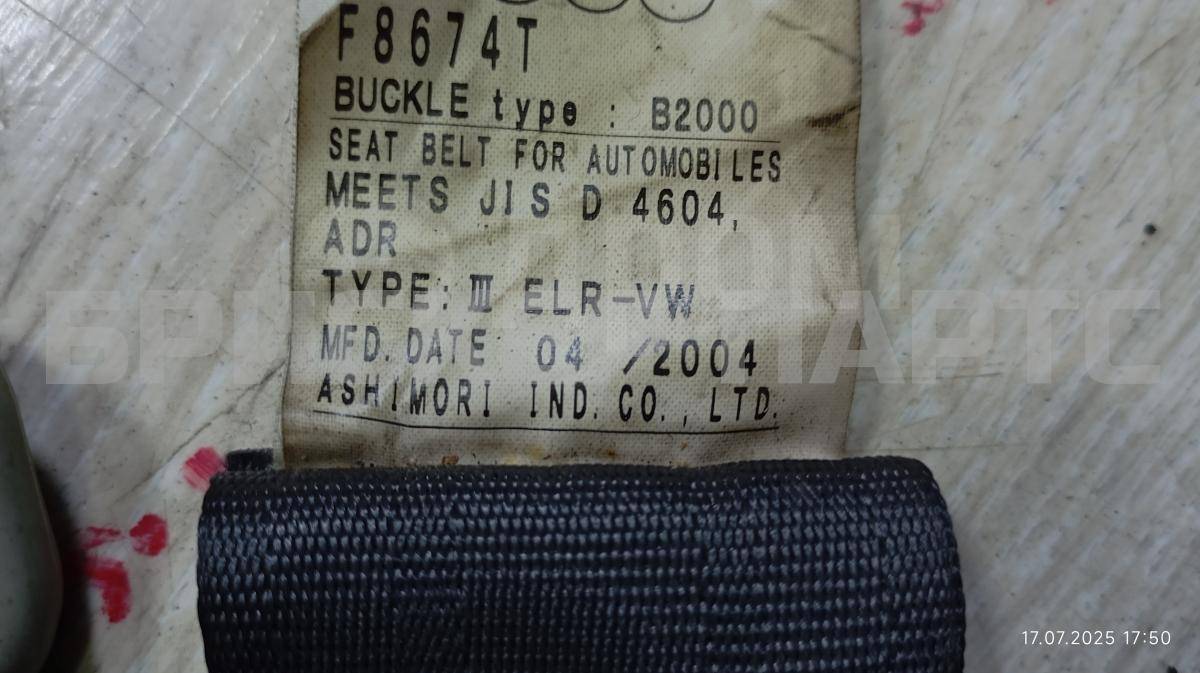 F8674T
BUCKLE type : B2000
SEAT BELT FOR AUTOMOBILES
MEETS JIS D 4604,
ADR
TYPE: Ⅲ ELR-VW
MFD. DATE 04 /2004
ASHIMORI IND. CO., LTD.
17.07.2025 17:50